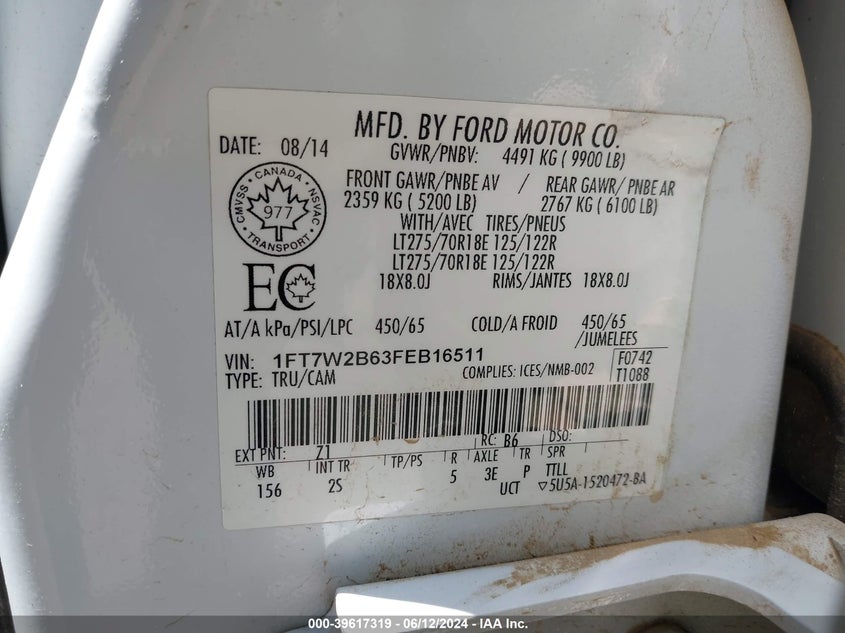 MFD. BY FORD MOTOR CO.
DATE: 08/14
GVWR/PNBV: 4491 KG ( 9900 LB)
FRONT GAWR/PNBE AV / REAR GAWR/ PNBE AR
2359 KG ( 5200 LB) 2767 KG ( 6100 LB)
WITH/AVEC TIRES/PNEUS
LT275/70R18E 125/122R
LT275/70R18E 125/122R
18X8.0J RIMS/JANTES 18X8.0J
CANADA
CMVSS NSVAC
977
TRANSPORT
EC
AT/A kPa/PSI/LPC 450/65 COLD/A FROID 450/65
/JUMELEES
VIN: 1FT7W2B63FEB16511
F0742
TYPE: TRU/CAM COMPLIES: ICES/NMB-002 T1088
EXT PNT: Z1 RC: B6 DSO:
WB INT TR TP/PS R AXLE TR SPR
156 2S 5 3E P TTLL
UCT ▽5U5A-1520472-BA
000-39617319 - 06/12/2024 - IAA Inc.